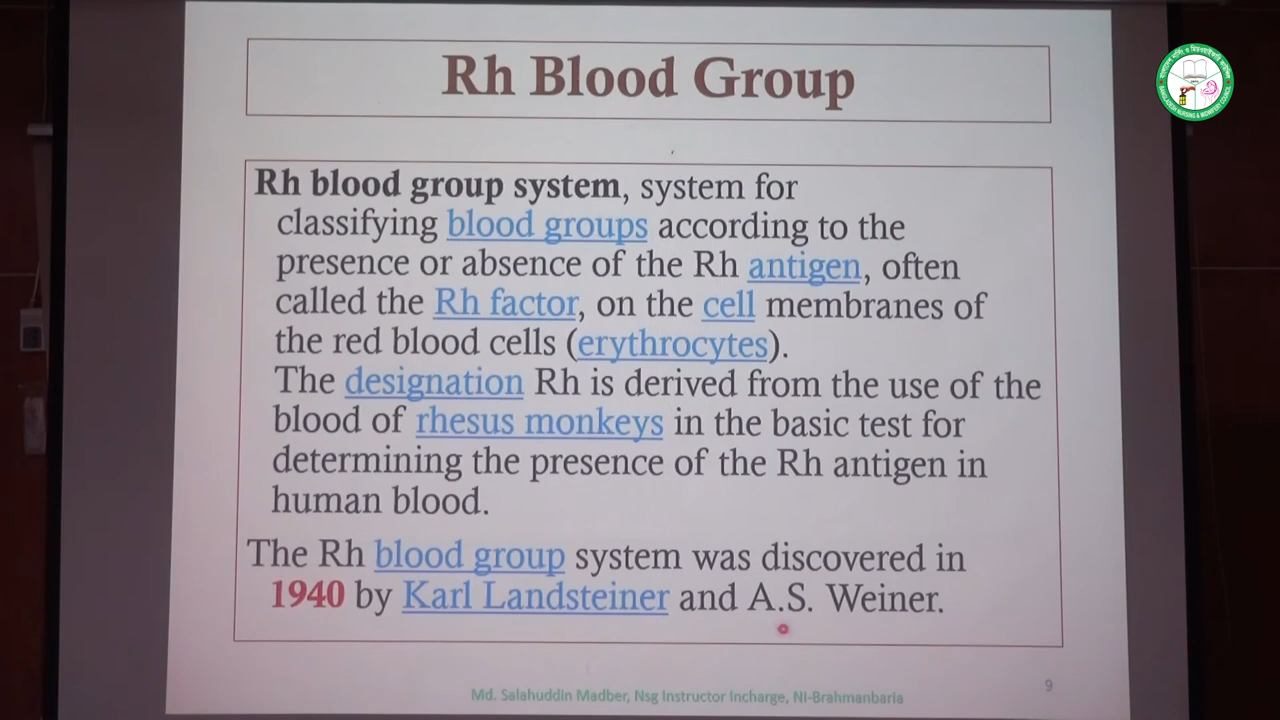 Rh Blood Group
Rh blood group system, system for
classifying blood groups according to the
presence or absence of the Rh antigen, often
called the Rh factor, on the cell membranes of
the red blood cells (erythrocytes).
The designation Rh is derived from the use of the
blood of rhesus monkeys in the basic test for
determining the presence of the Rh antigen in
human blood.
The Rh blood group system was discovered in
1940 by Karl Landsteiner and A.S. Weiner.
Md. Salahuddin Madber, Nsg Instructor Incharge, NI-Brahmanbaria
9
BANGLADESH NURSING & MIDWIFERY COUNCIL